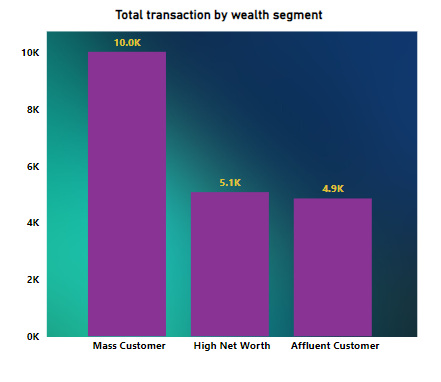 Total transaction by wealth segment
10K
8K
6K
4K
2K
0K
10.0K
5.1K
4.9K
Mass Customer
High Net Worth
Affluent Customer